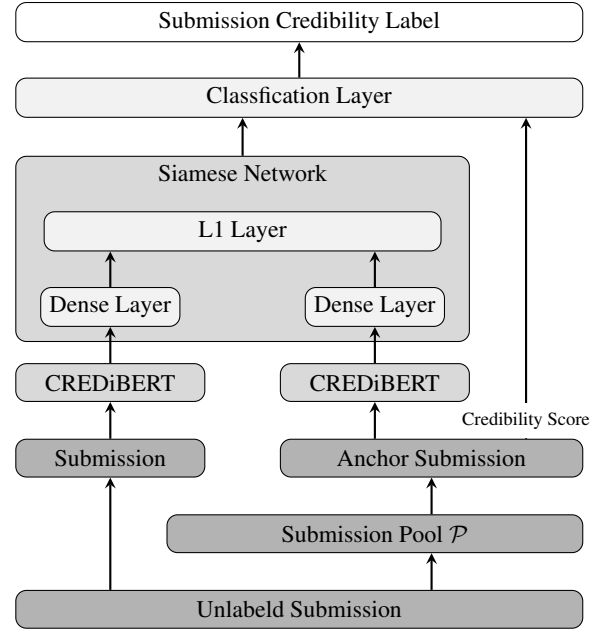 Submission Credibility Label
Classfication Layer
Siamese Network
L1 Layer
Dense Layer
Dense Layer
CREDiBERT
CREDiBERT
Credibility Score
Submission
Anchor Submission
Submission Pool 𝒫
Unlabeld Submission